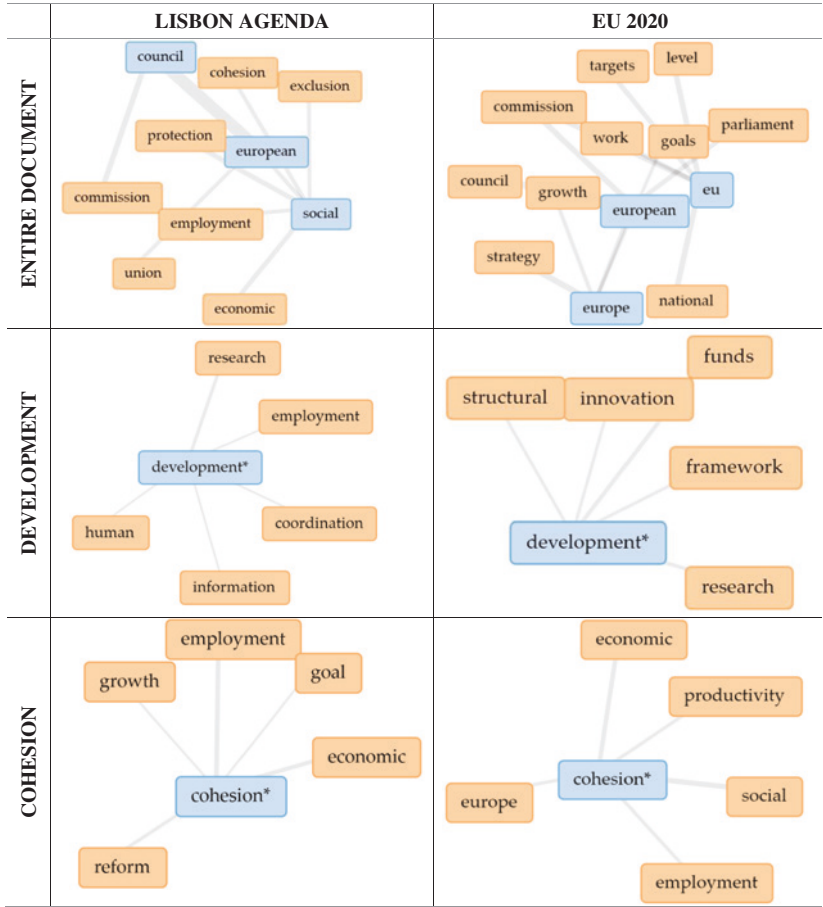 LISBON AGENDA
EU 2020
ENTIRE DOCUMENT
council
cohesion
exclusion
protection
european
commission
employment
social
union
economic
targets
level
commission
work
goals
parliament
council
growth
european
eu
strategy
europe
national
DEVELOPMENT
research
employment
development*
human
coordination
information
funds
structural
innovation
framework
development*
research
COHESION
employment
growth
goal
economic
cohesion*
reform
economic
productivity
cohesion*
europe
social
employment